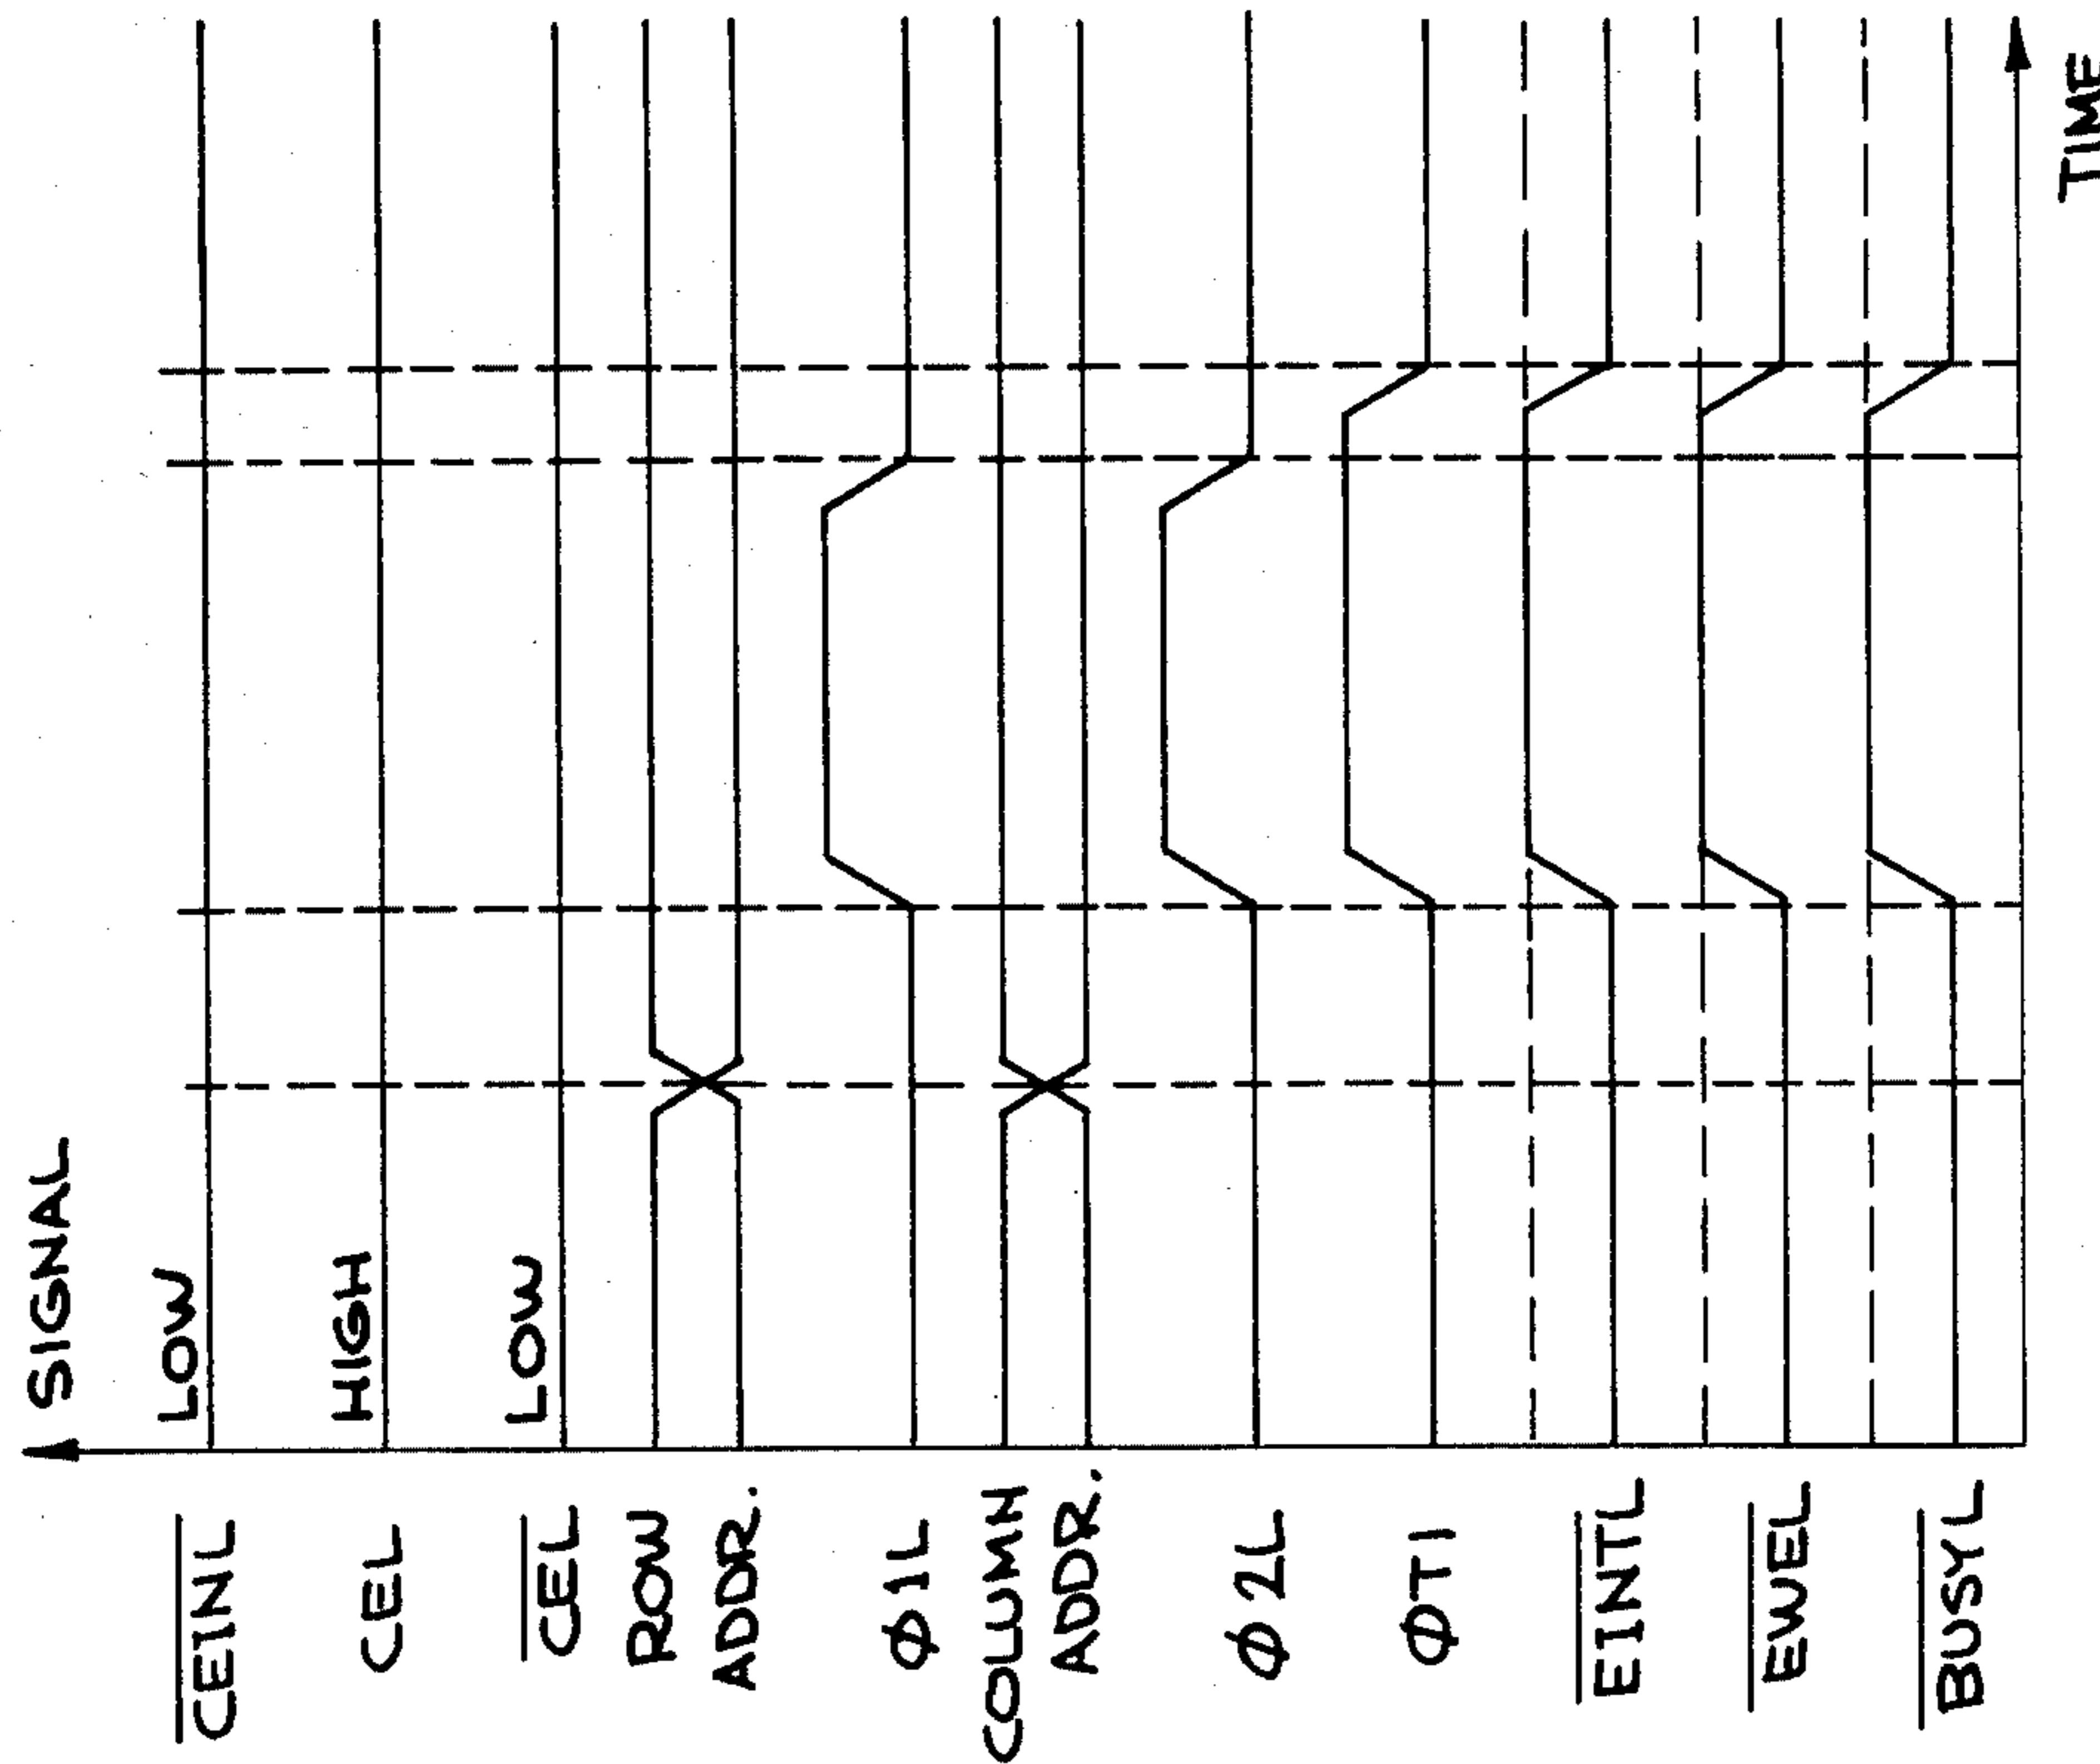 SIGNAL
CEINL
LOW
CEL
HIGH
CEL
LOW
ROW
ADDR.
Φ1L
COLUMN
ADDR.
Φ2L
ΦT1
EINTL
EWEL
BUSYL
TIME